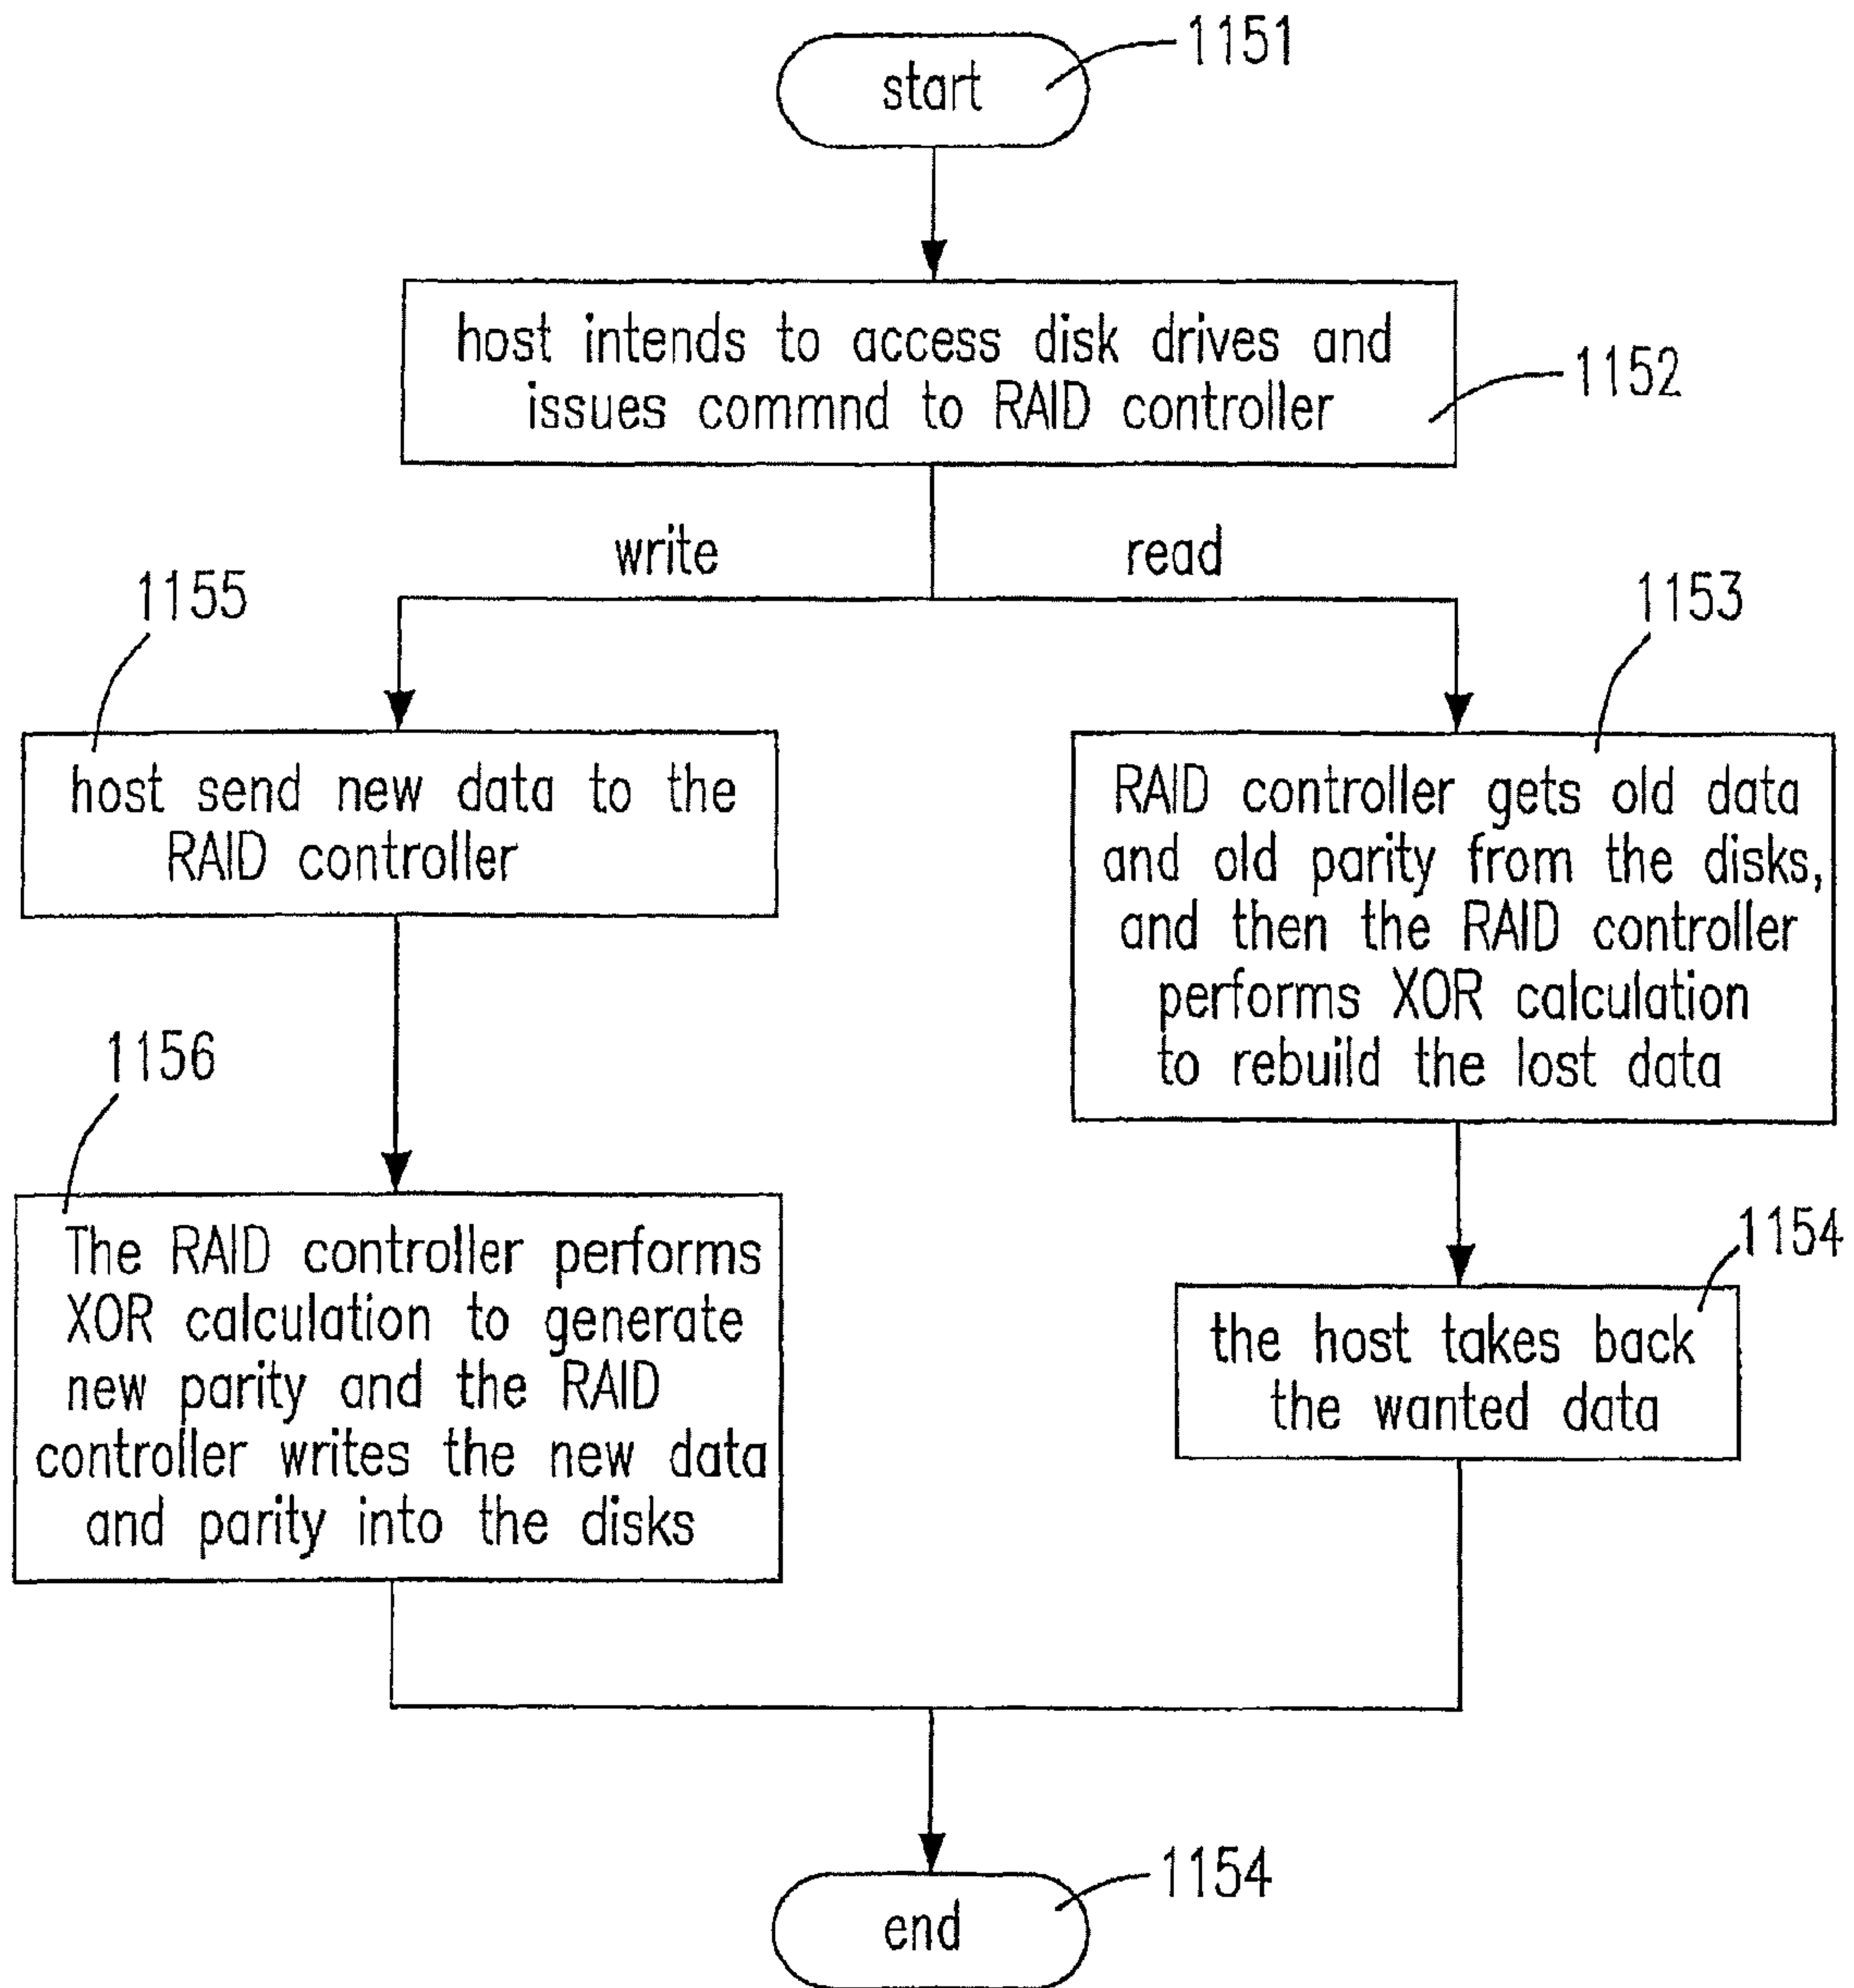 start
1151
host intends to access disk drives and
issues commnd to RAID controller
1152
write
read
1155
host send new data to the
RAID controller
1153
RAID controller gets old data
and old parity from the disks,
and then the RAID controller
performs XOR calculation
to rebuild the lost data
1156
The RAID controller performs
XOR calculation to generate
new parity and the RAID
controller writes the new data
and parity into the disks
1154
the host takes back
the wanted data
end
1154